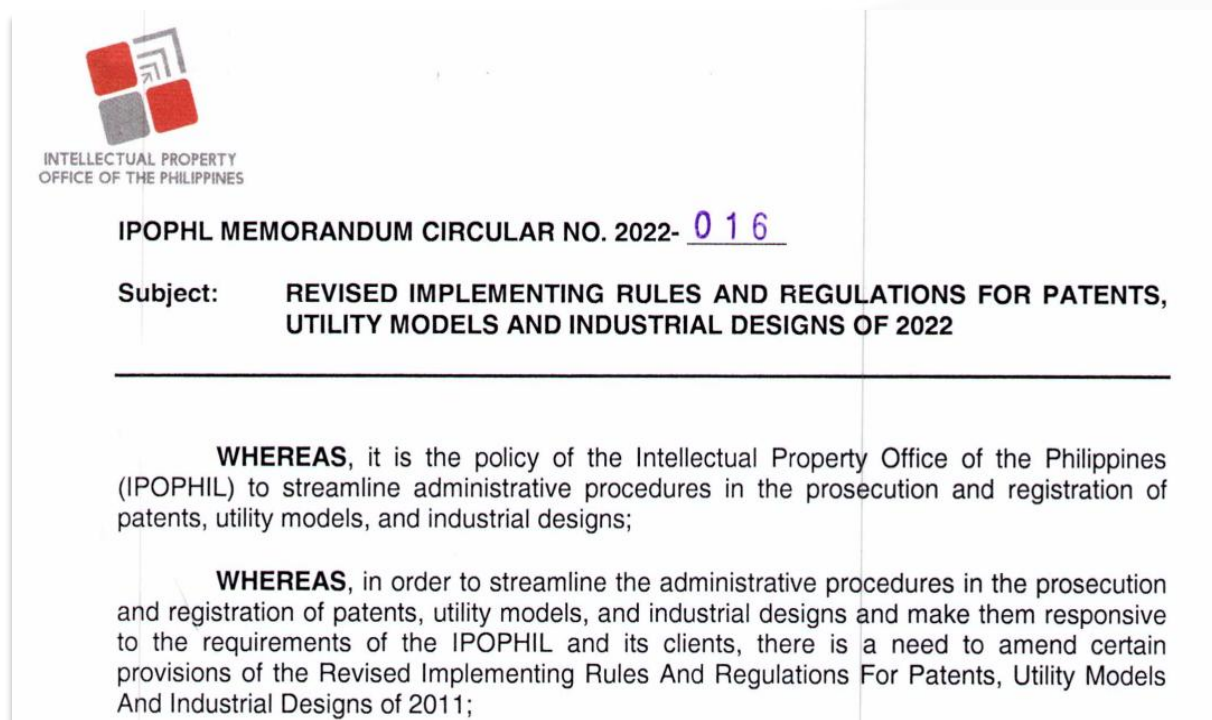 INTELLECTUAL PROPERTY
OFFICE OF THE PHILIPPINES
IPOPHL MEMORANDUM CIRCULAR NO. 2022- 016
Subject: REVISED IMPLEMENTING RULES AND REGULATIONS FOR PATENTS,
UTILITY MODELS AND INDUSTRIAL DESIGNS OF 2022
WHEREAS, it is the policy of the Intellectual Property Office of the Philippines
(IPOPHIL) to streamline administrative procedures in the prosecution and registration of
patents, utility models, and industrial designs;
WHEREAS, in order to streamline the administrative procedures in the prosecution
and registration of patents, utility models, and industrial designs and make them responsive
to the requirements of the IPOPHIL and its clients, there is a need to amend certain
provisions of the Revised Implementing Rules And Regulations For Patents, Utility Models
And Industrial Designs of 2011;